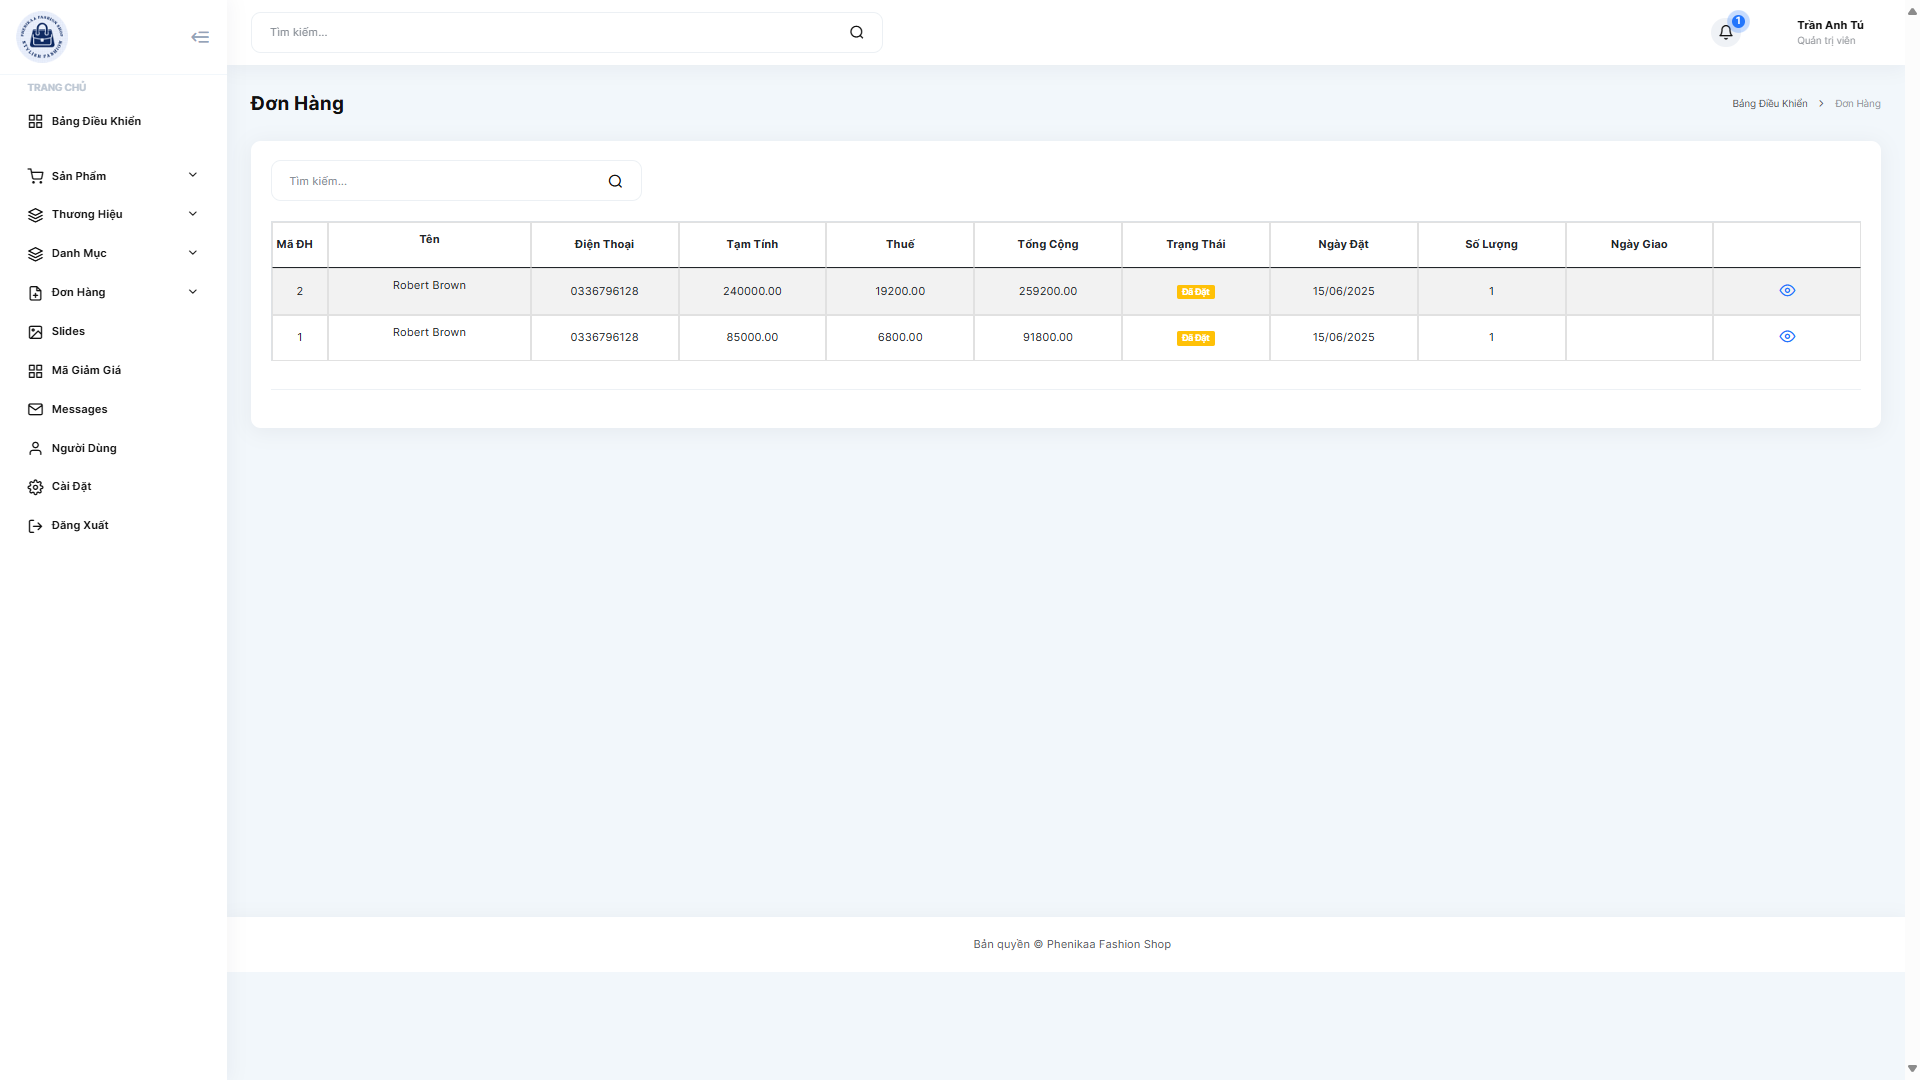 PHENIKAA FASHION SHOP
STYLISH FASHION
Tìm kiếm...
1
Trần Anh Tú
Quản trị viên
TRANG CHỦ
Bảng Điều Khiển
Sản Phẩm
Thương Hiệu
Danh Mục
Đơn Hàng
Slides
Mã Giảm Giá
Messages
Người Dùng
Cài Đặt
Đăng Xuất
Đơn Hàng
Bảng Điều Khiển > Đơn Hàng
Tìm kiếm...
Mã ĐH Tên Điện Thoại Tạm Tính Thuế Tổng Cộng Trạng Thái Ngày Đặt Số Lượng Ngày Giao
2 Robert Brown 0336796128 240000.00 19200.00 259200.00 Đã Đặt 15/06/2025 1
1 Robert Brown 0336796128 85000.00 6800.00 91800.00 Đã Đặt 15/06/2025 1
Bản quyền © Phenikaa Fashion Shop